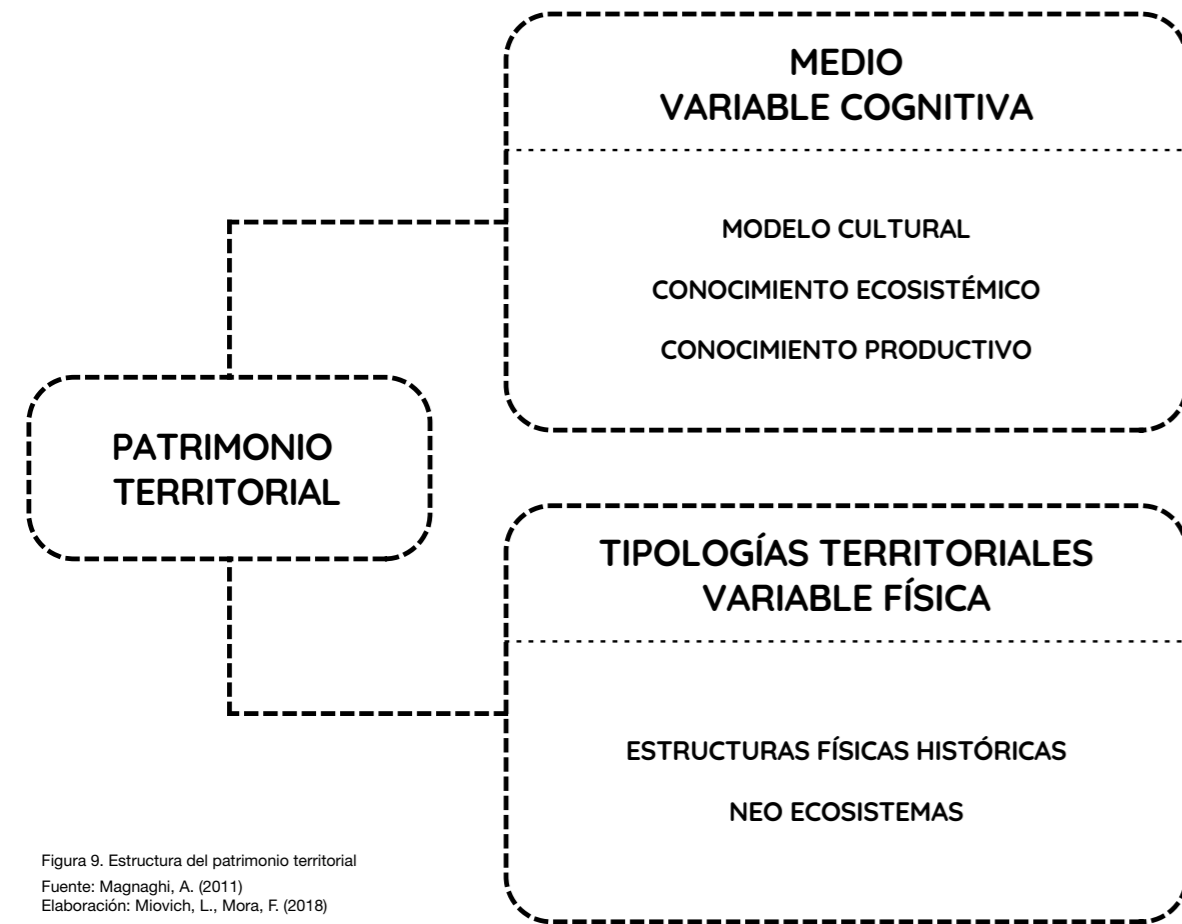 MEDIO
VARIABLE COGNITIVA
MODELO CULTURAL
CONOCIMIENTO ECOSISTÉMICO
CONOCIMIENTO PRODUCTIVO
PATRIMONIO
TERRITORIAL
TIPOLOGÍAS TERRITORIALES
VARIABLE FÍSICA
ESTRUCTURAS FÍSICAS HISTÓRICAS
NEO ECOSISTEMAS
Figura 9. Estructura del patrimonio territorial
Fuente: Magnaghi, A. (2011)
Elaboración: Miovich, L., Mora, F. (2018)